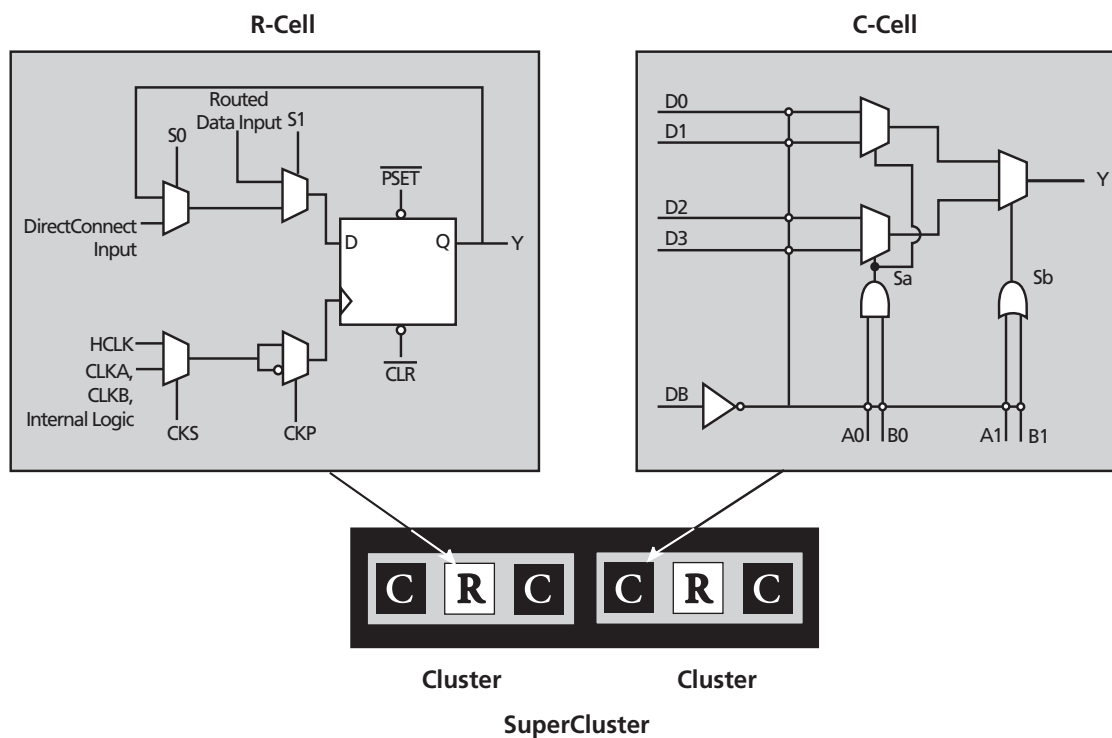 R-Cell
C-Cell
Routed
Data Input
S1
S0
PSET
DirectConnect
Input
D
Q
Y
HCLK
CLKA,
CLKB,
Internal Logic
CKS
CKP
CLR
D0
D1
D2
D3
Sa
Sb
Y
DB
A0
B0
A1
B1
C R C
C R C
Cluster
Cluster
SuperCluster